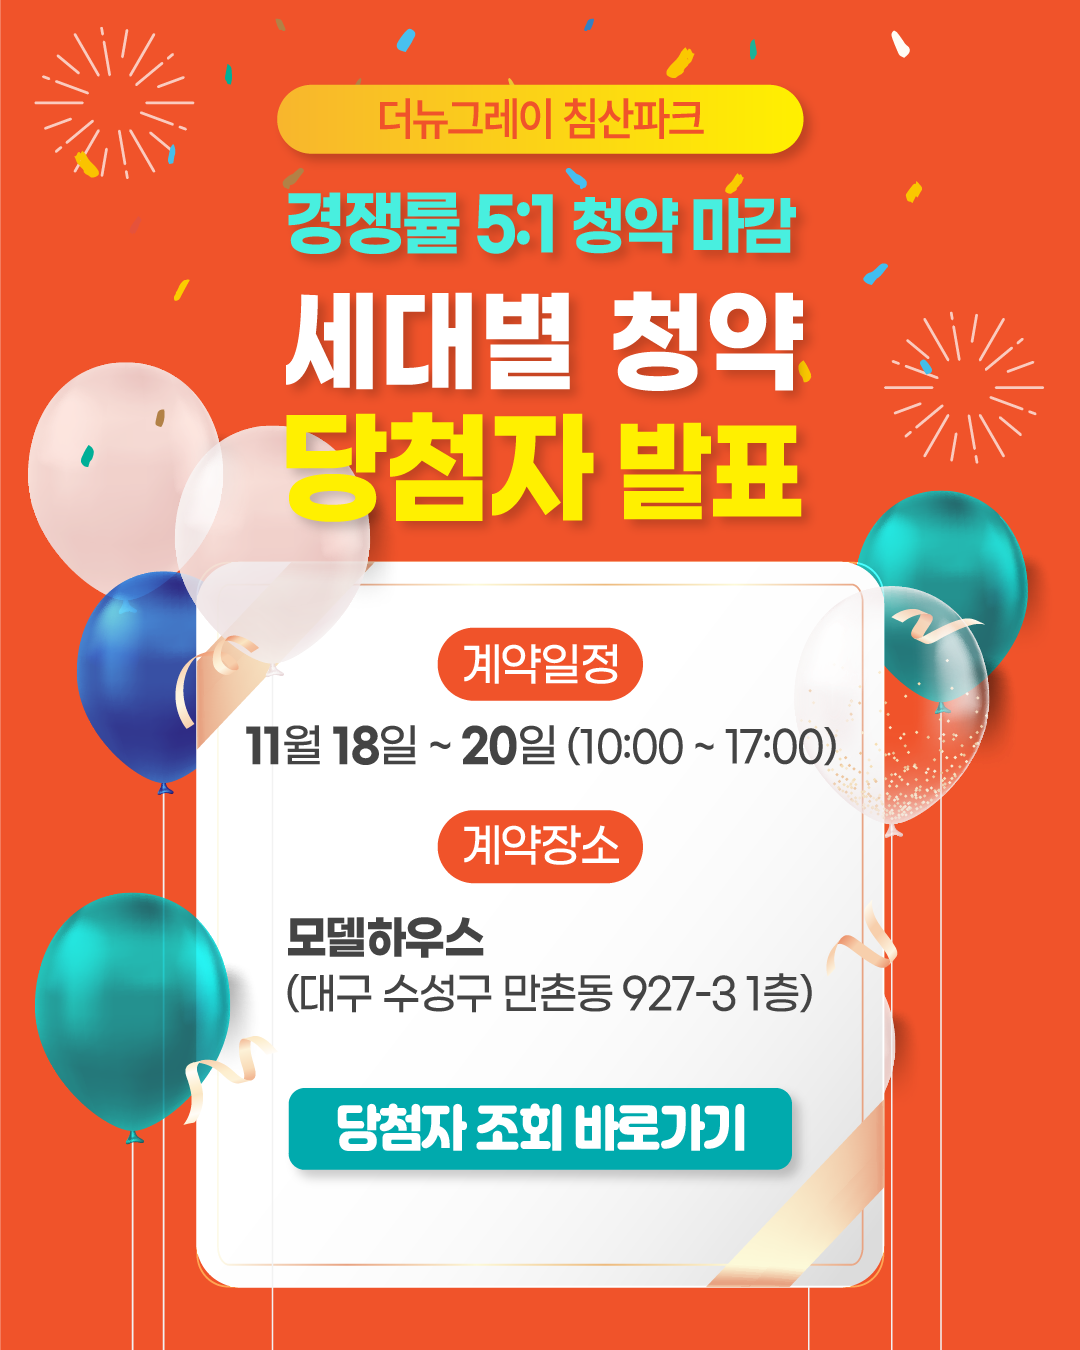 더뉴그레이 침산파크
경쟁률 5:1 청약 마감
세대별 청약
당첨자 발표
계약일정
11월 18일 ~ 20일 (10:00 ~ 17:00)
계약장소
모델하우스
(대구 수성구 만촌동 927-3 1층)
당첨자 조회 바로가기